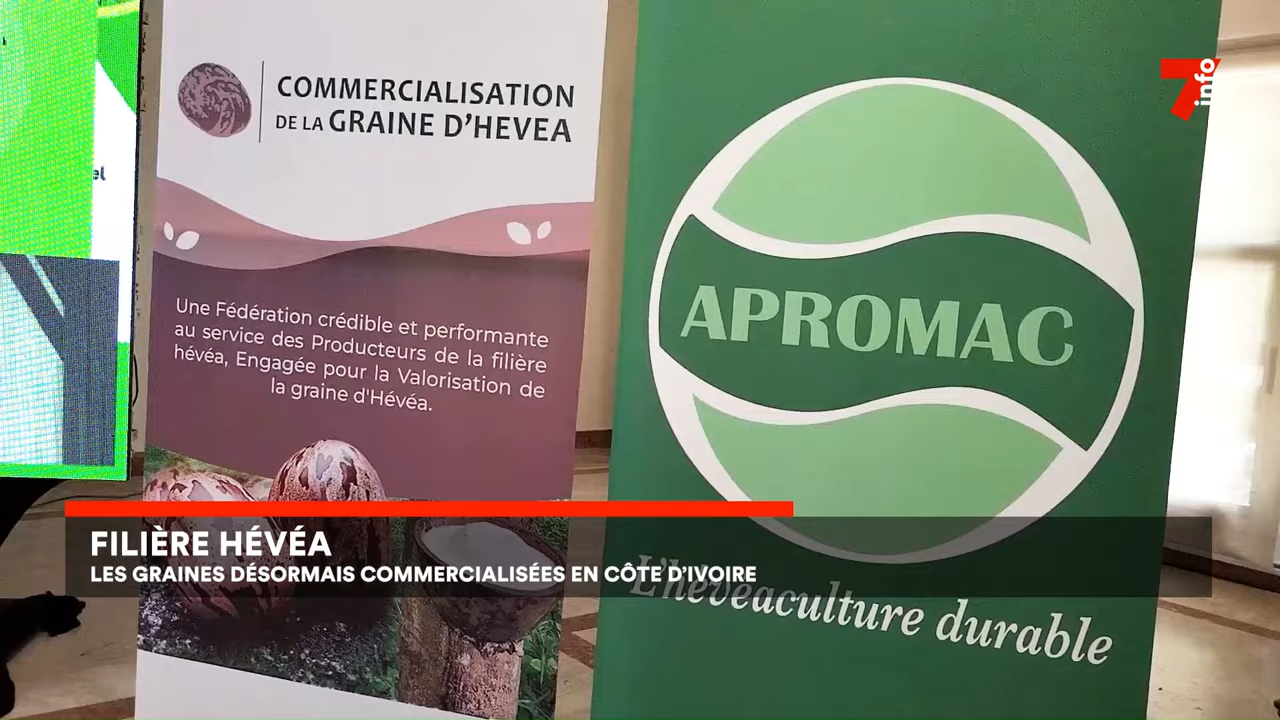 COMMERCIALISATION
DE LA GRAINE D'HEVEA
Une Fédération crédible et performante
au service des Producteurs de la filière
hévéa, Engagée pour la Valorisation de
la graine d'Hévéa.
APROMAC
L'hévéaculture durable
7info
FILIÈRE HÉVÉA
LES GRAINES DÉSORMAIS COMMERCIALISÉES EN CÔTE D'IVOIRE
el